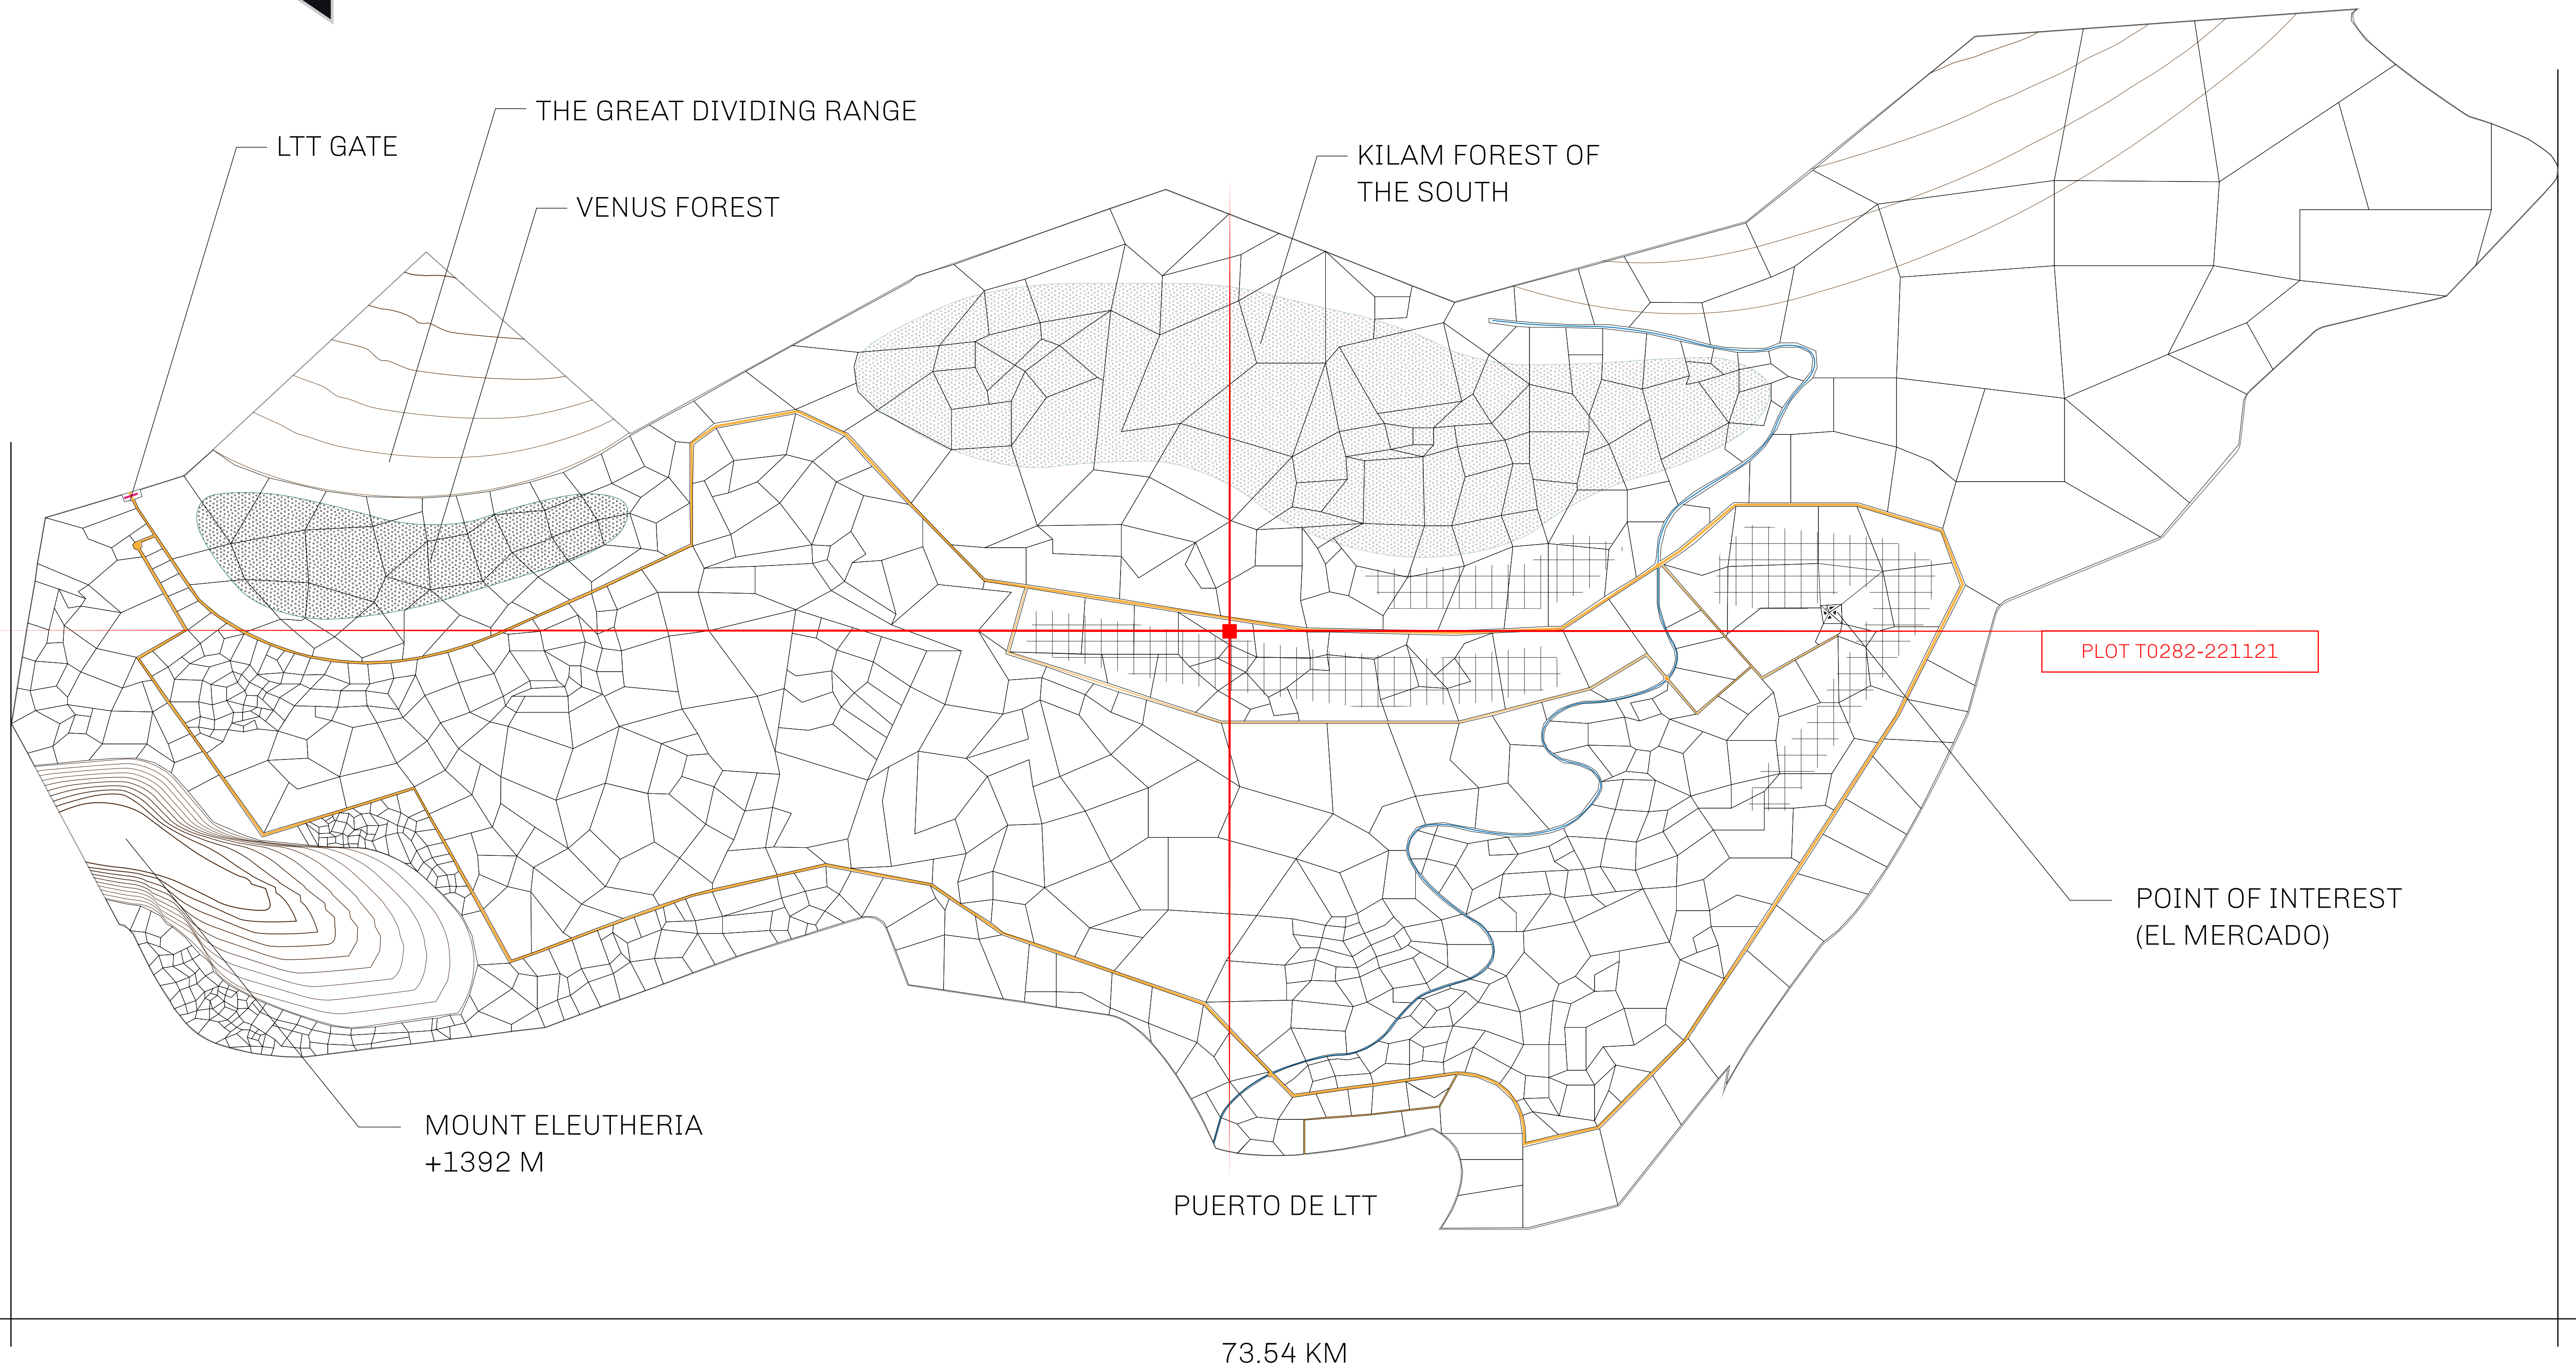 THE GREAT DIVIDING RANGE
LTT GATE
KILAM FOREST OF
THE SOUTH
VENUS FOREST
PLOT T0282-221121
POINT OF INTEREST
(EL MERCADO)
MOUNT ELEUTHERIA
+1392 M
PUERTO DE LTT
73.54 KM